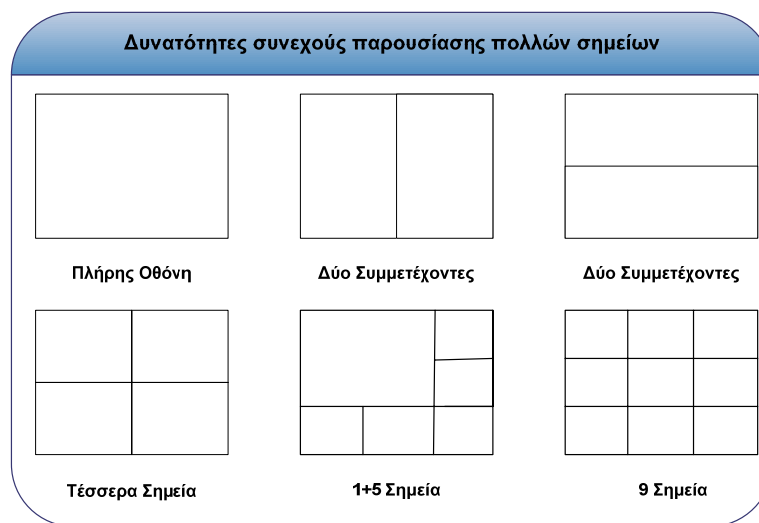 Δυνατότητες συνεχούς παρουσίασης πολλών σημείων
Πλήρης Οθόνη
Δύο Συμμετέχοντες
Δύο Συμμετέχοντες
Τέσσερα Σημεία
1+5 Σημεία
9 Σημεία